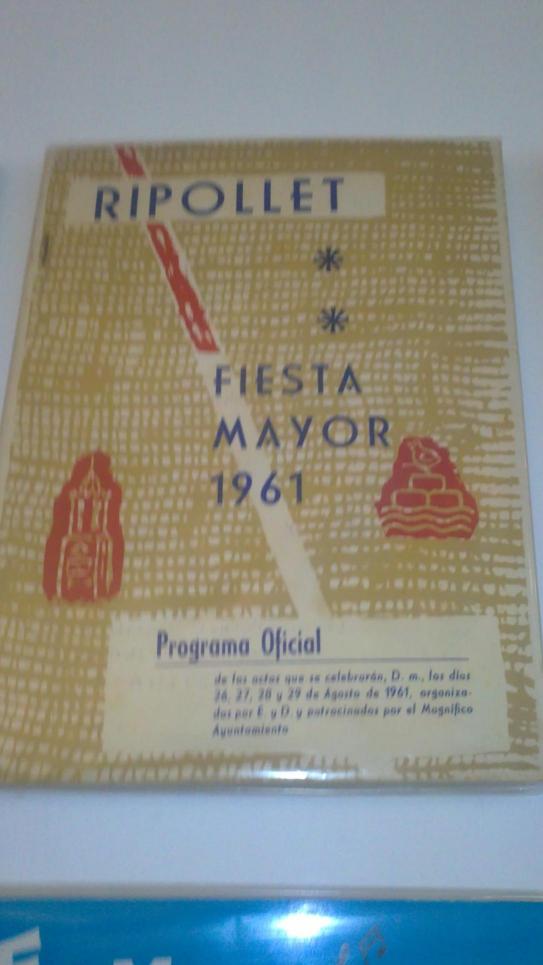 RIPOLLET
* *
FIESTA
MAYOR
1961
Programa Oficial
de los actos que se celebrarán, D. m., los días
26, 27, 28 y 29 de Agosto de 1961, organiza-
dos por E. y D. y patrocinados por el Magnífico
Ayuntamiento